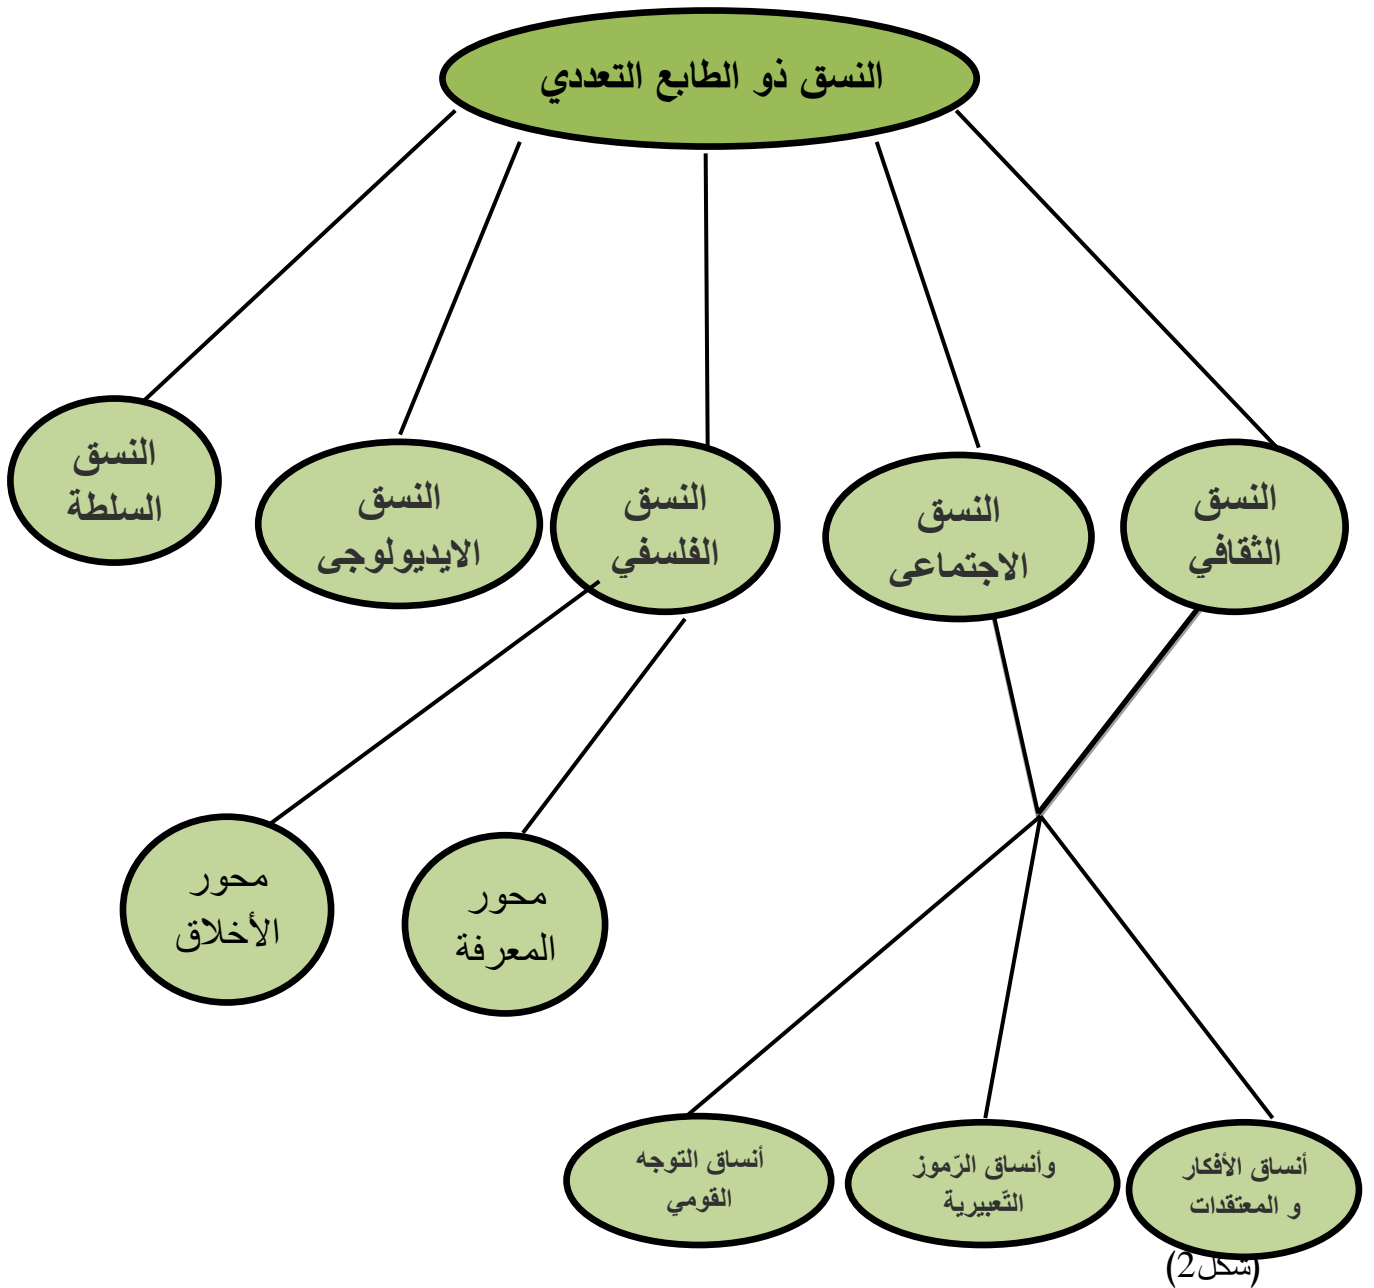 النسق ذو الطابع التعددي
النسق
الثقافي
النسق
الاجتماعى
النسق
الفلسفي
النسق
الايديولوجى
النسق
السلطة
محور
المعرفة
محور
الأخلاق
أنساق الأفكار
و المعتقدات
وأنساق الرّموز
التّعبيرية
أنساق التوجه
القومي
(شكل2)